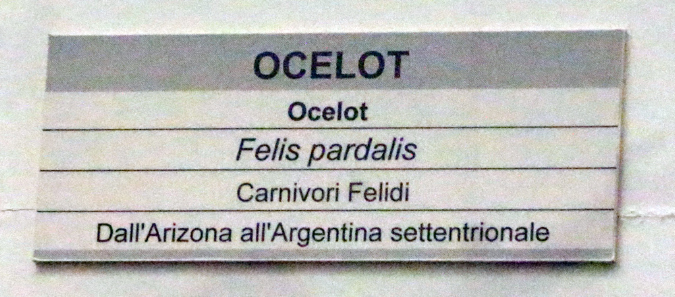 OCELOT
Ocelot
Felis pardalis
Carnivori Felidi
Dall'Arizona all'Argentina settentrionale